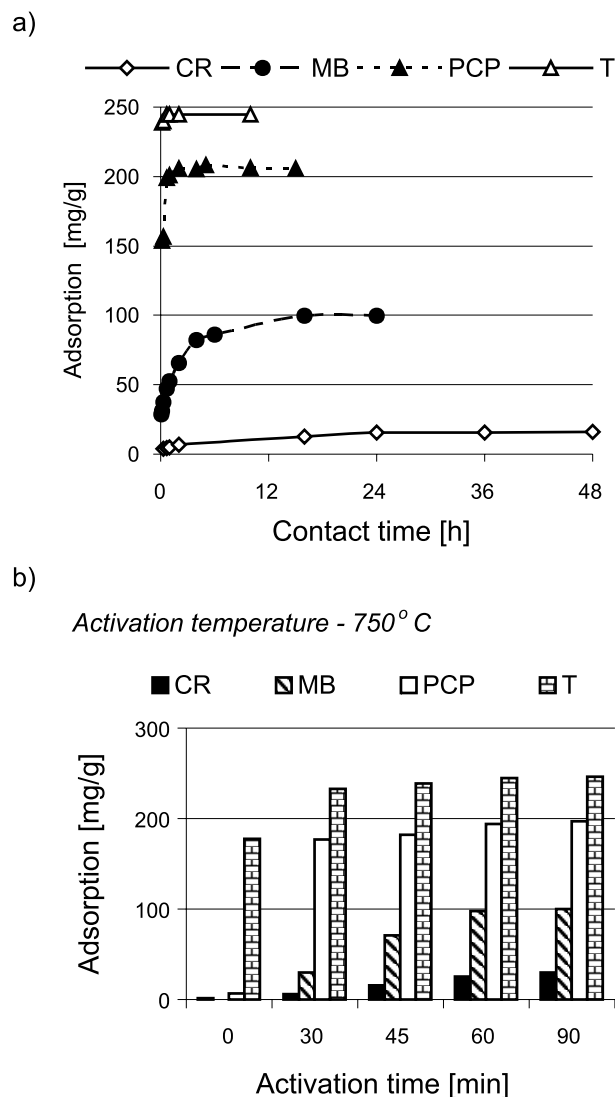 a)
CR MB PCP T
250
200
150
100
50
0
Adsorption [mg/g]
0 12 24 36 48
Contact time [h]
b)
Activation temperature - 750° C
CR MB PCP T
300
200
100
0
Adsorption [mg/g]
0 30 45 60 90
Activation time [min]